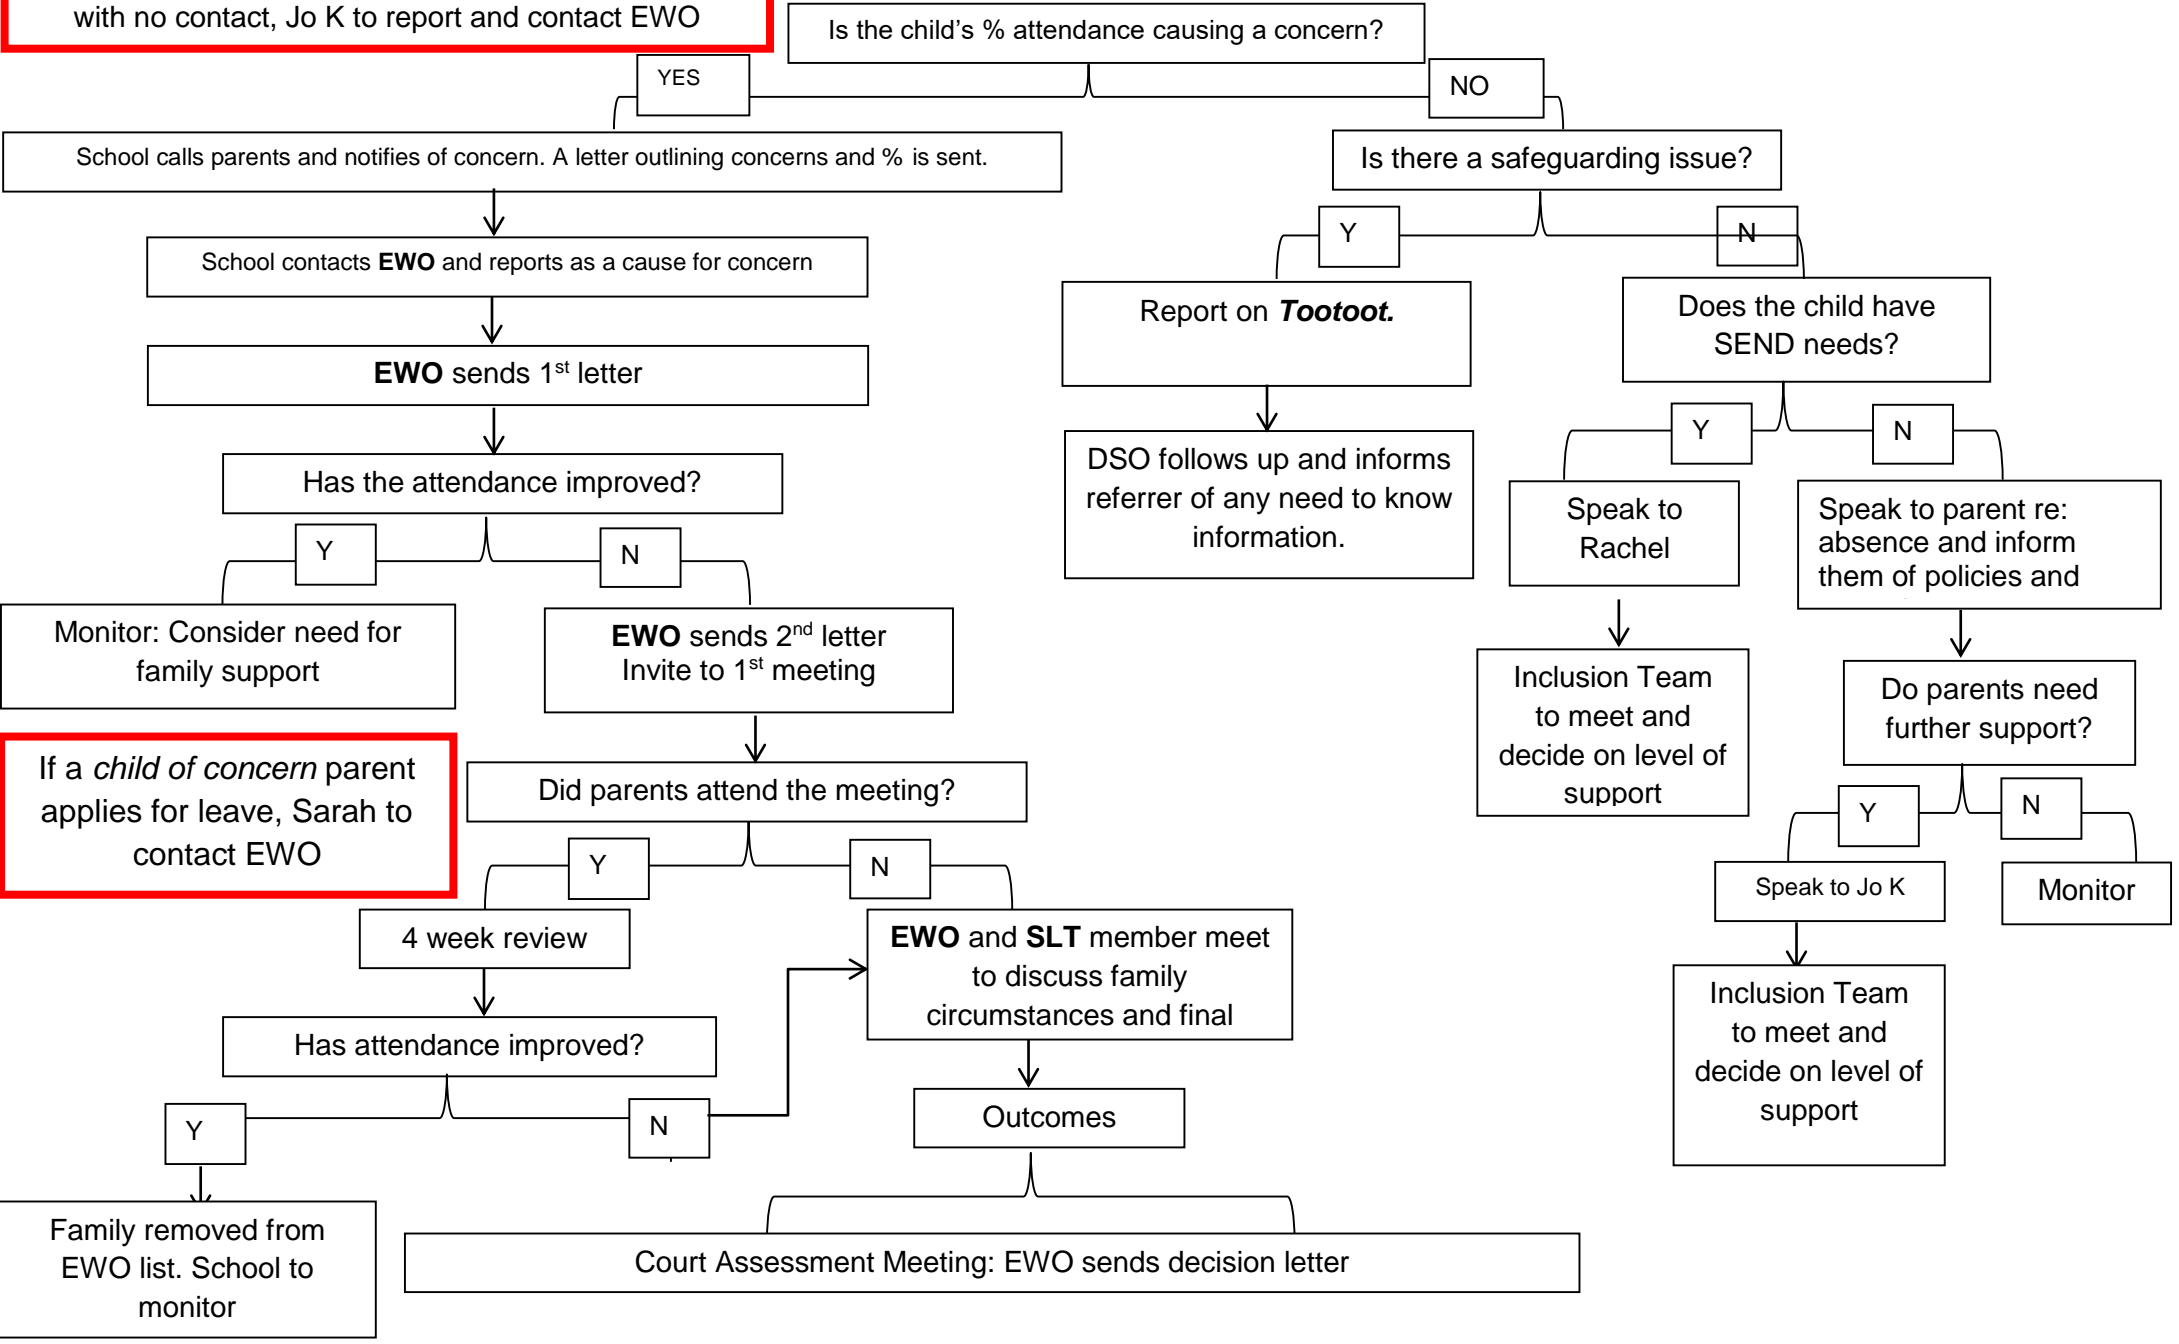 with no contact, Jo K to report and contact EWO
Is the child's % attendance causing a concern?
YES
NO
School calls parents and notifies of concern. A letter outlining concerns and % is sent.
Is there a safeguarding issue?
Y
N
School contacts EWO and reports as a cause for concern
Report on Tootoot.
Does the child have
SEND needs?
EWO sends 1st letter
Y
N
DSO follows up and informs
referrer of any need to know
information.
Has the attendance improved?
Speak to
Rachel
Speak to parent re:
absence and inform
them of policies and
Y
N
Monitor: Consider need for
family support
EWO sends 2nd letter
Invite to 1st meeting
Inclusion Team
to meet and
decide on level of
support
Do parents need
further support?
If a child of concern parent
applies for leave, Sarah to
contact EWO
Did parents attend the meeting?
Y
N
Y
N
Speak to Jo K
Monitor
4 week review
EWO and SLT member meet
to discuss family
circumstances and final
Inclusion Team
to meet and
decide on level of
support
Has attendance improved?
Y
N
Outcomes
Family removed from
EWO list. School to
monitor
Court Assessment Meeting: EWO sends decision letter